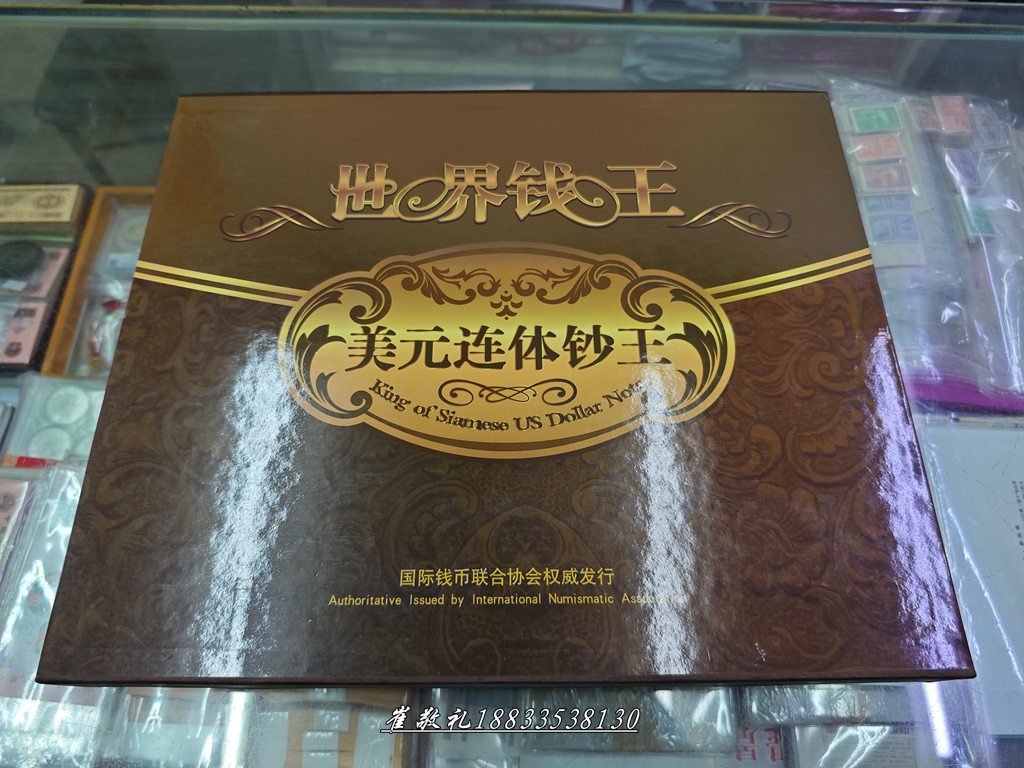 世界钱王
美元连体钞王
King of Siamese US Dollar Note
国际钱币联合协会权威发行
Authoritative Issued by International Numismatic
崔敬礼18833538130